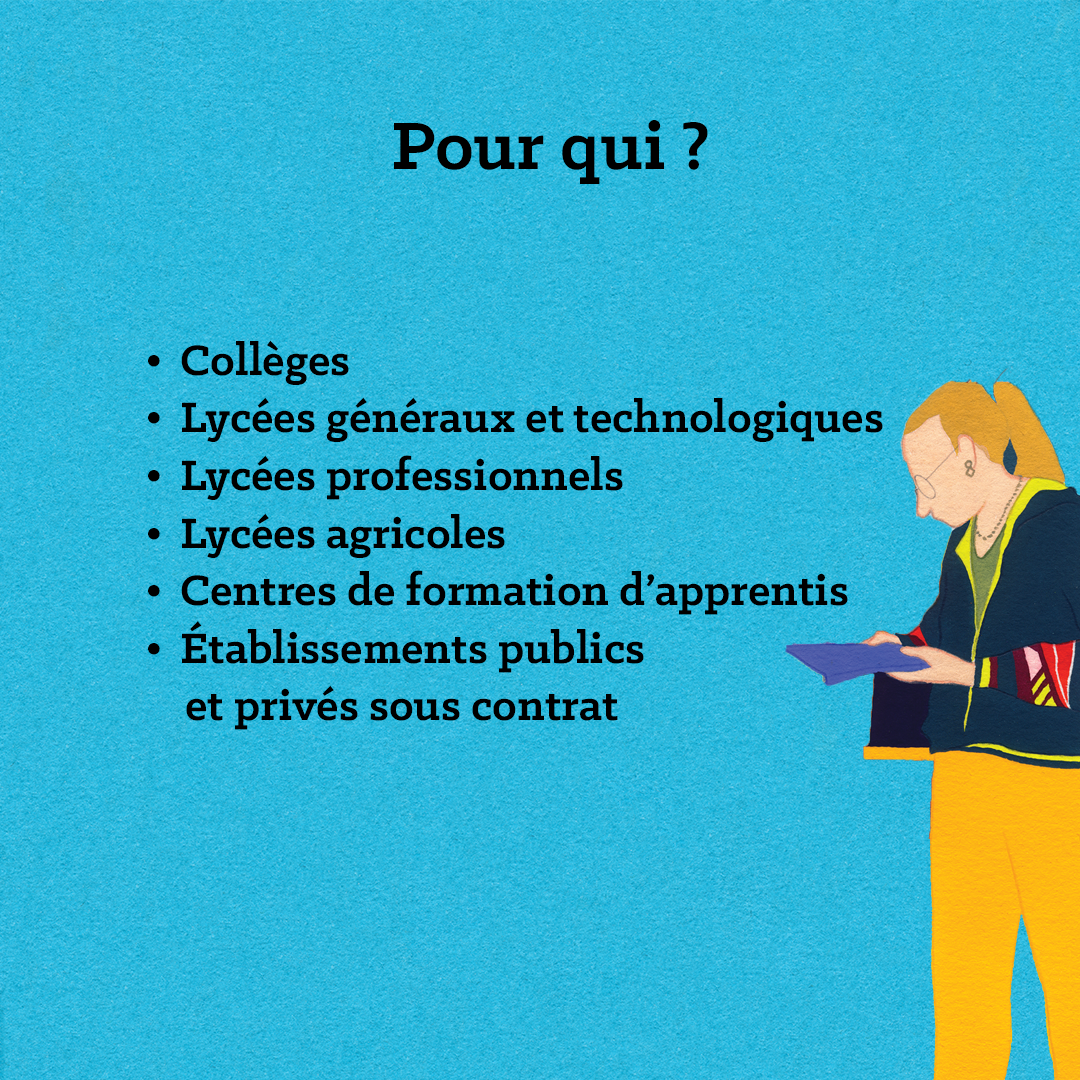 Pour qui ?
• Collèges
• Lycées généraux et technologiques
• Lycées professionnels
• Lycées agricoles
• Centres de formation d’apprentis
• Établissements publics
et privés sous contrat